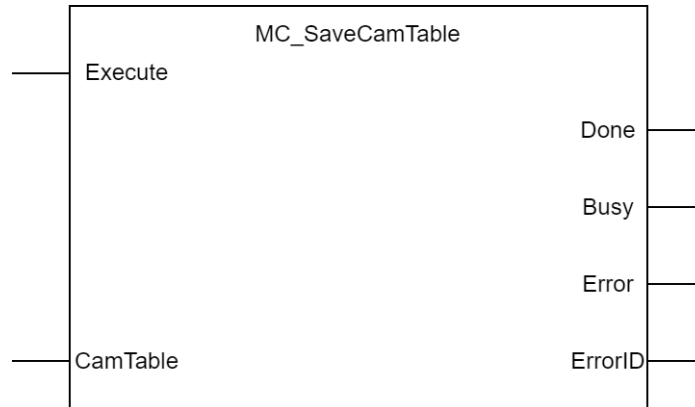 MC_SaveCamTable
Execute
Done
Busy
Error
CamTable ErrorID